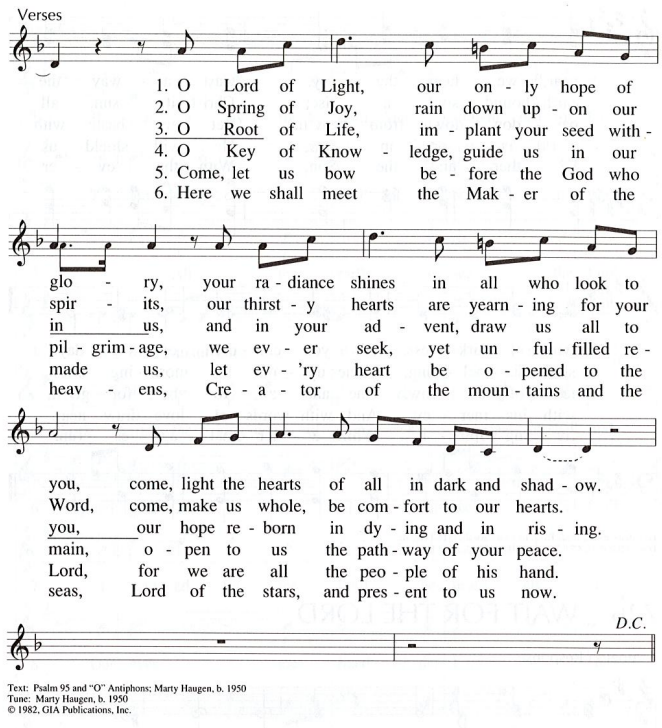 Verses
1. O Lord of Light, our on - ly hope of
2. O Spring of Joy, rain down up - on our
3. O Root of Life, im - plant your seed with -
4. O Key of Know - ledge, guide us in our
5. Come, let us bow be - fore the God who
6. Here we shall meet the Mak - er of the
glo - ry, your ra - diance shines in all who look to
spir - its, our thirst - y hearts are yearn - ing for your
in us, and in your ad - vent, draw us all to
pil - grim - age, we ev - er seek, yet un - ful - filled re -
made us, let ev - 'ry heart be o - pened to the
heav - ens, Cre - a - tor of the moun - tains and the
you, come, light the hearts of all in dark and shad - ow.
Word, come, make us whole, be com - fort to our hearts.
you, our hope re - born in dy - ing and in ris - ing.
main, o - pen to us the path - way of your peace.
Lord, for we are all the peo - ple of his hand.
seas, Lord of the stars, and pres - ent to us now.
D.C.
Text: Psalm 95 and “O” Antiphons; Marty Haugen, b. 1950
Tune: Marty Haugen, b. 1950
© 1982, GIA Publications, Inc.